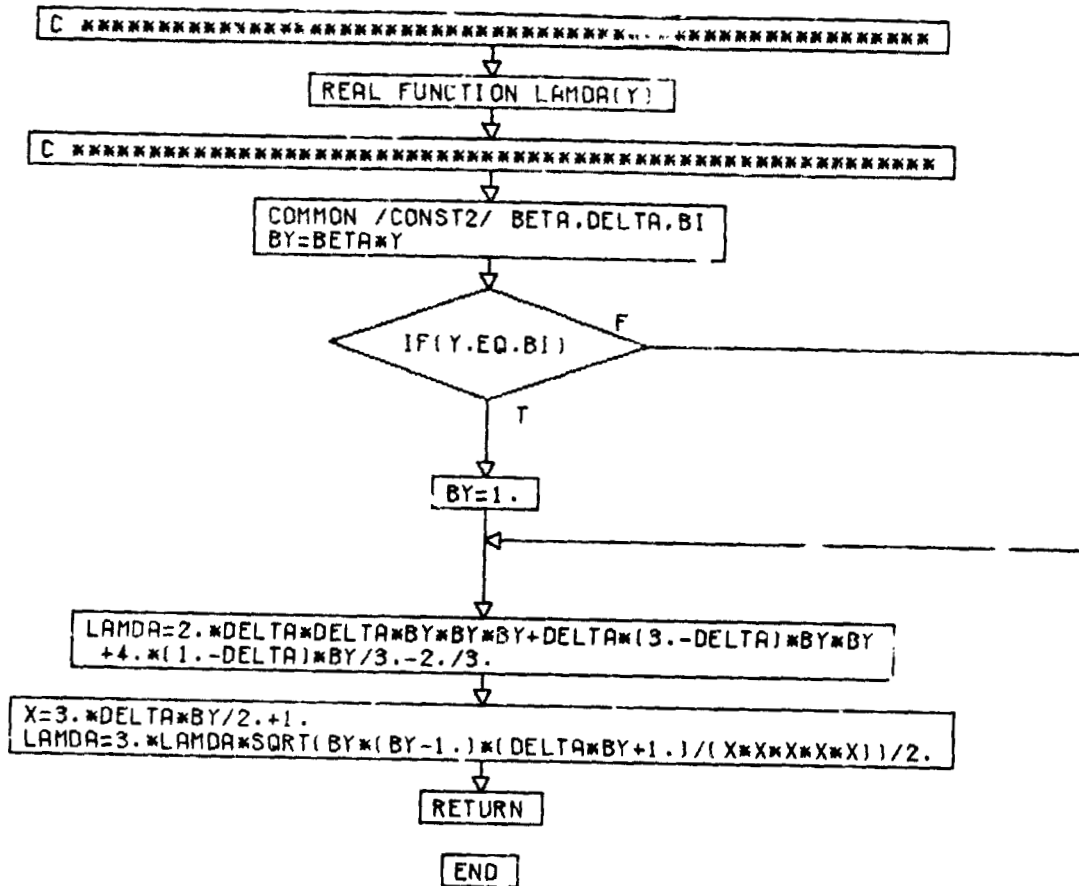 C ********************************************************
REAL FUNCTION LAMDA(Y)
C ********************************************************
COMMON /CONST2/ BETA,DELTA,BI
BY=BETA*Y
F
IF(Y.EQ.BI)
T
BY=1.
LAMDA=2.*DELTA*DELTA*BY*BY*BY+DELTA*(3.-DELTA)*BY*BY
+4.*(1.-DELTA)*BY/3.-2./3.
X=3.*DELTA*BY/2.+1.
LAMDA=3.*LAMDA*SQRT(BY*(BY-1.)*(DELTA*BY+1.)/(X*X*X*X*X))/2.
RETURN
END